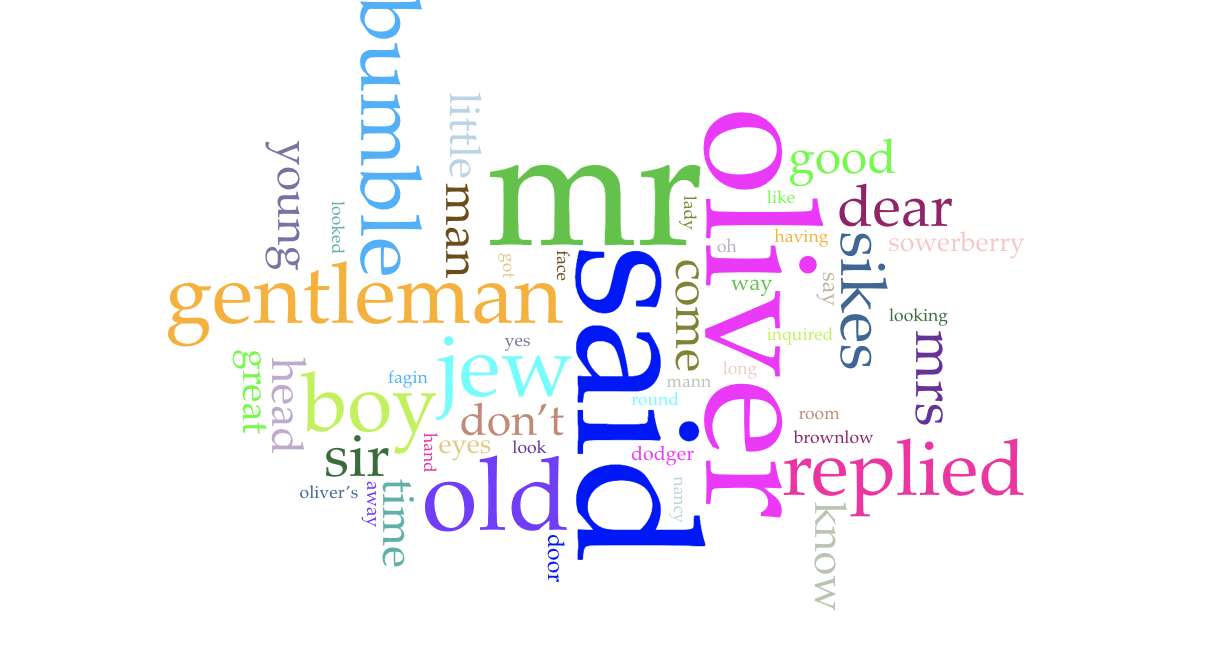 bumble
little
young
looked
man
mr
oliver
good
like
lady
dear
oh
having
sikes
sowerberry
got
face
said
come
way
say
gentleman
looking
inquired
mrs
yes
jew
great
head
fagin
boy
mann
long
round
don't
room
hand
eyes
look
dodger
brownlow
sir
old
replied
oliver's
away
time
nancy
know
door